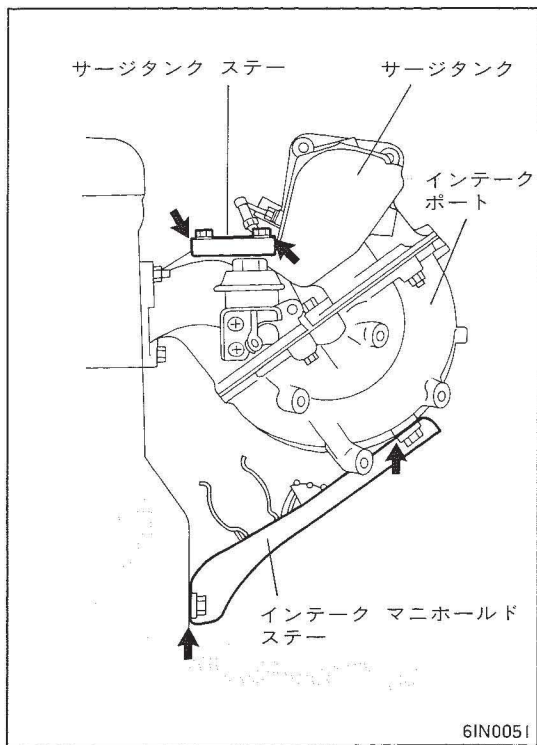 サージタンク ステー
サージタンク
インテーク
ポート
インテーク マニホールド
ステー
6IN0051